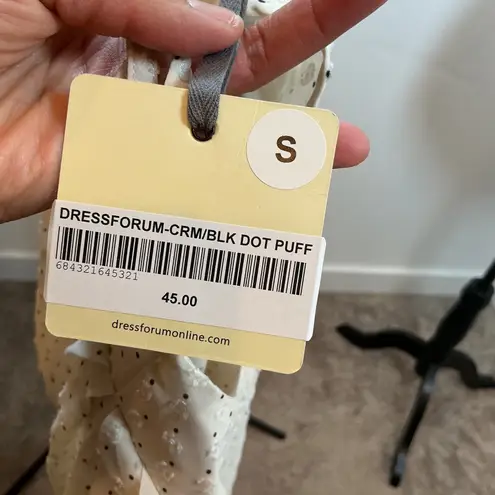 S
DRESSFORUM-CRM/BLK DOT PUFF
684321645321
45.00
dressforumonline.com